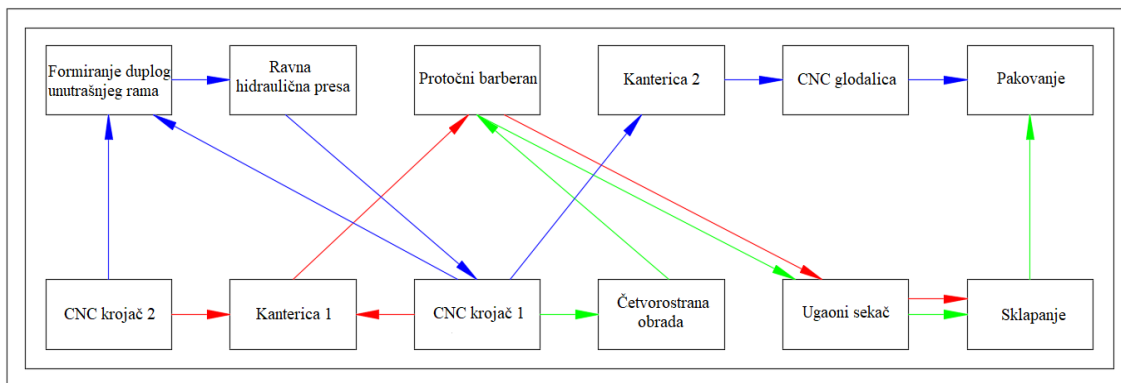 Formiranje duplog
unutrašnjeg rama
Ravna
hidraulična presa
Protočni barberan
Kanterica 2
CNC glodalica
Pakovanje
CNC krojač 2
Kanterica 1
CNC krojač 1
Četvorostrana
obrada
Ugaoni sekač
Sklapanje